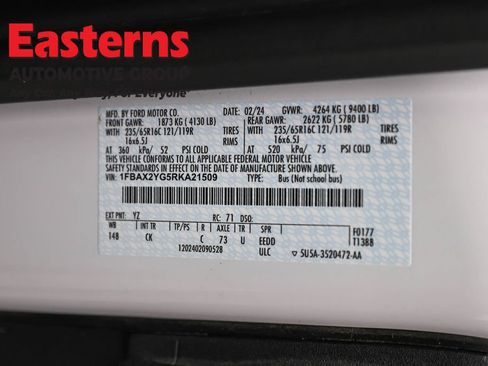 Easterns
AUTOMOTIVE GROUP
Everyone
MFD. BY FORD MOTOR CO. 02/24 GVWR: 4264 KG ( 9400 LB)
FRONT GAWR: 1873 KG ( 4130 LB) REAR GAWR: 2622 KG ( 5780 LB)
WITH 235/65R16C 121/119R TIRES WITH 235/65R16C 121/119R TIRES
16x6.5J RIMS 16x6.5J RIMS
AT 360 kPa/ 52 PSI COLD AT 520 kPa/ 75 PSI COLD
THIS VEHICLE CONFORMS TO ALL APPLICABLE FEDERAL MOTOR VEHICLE
SAFETY STANDARDS IN EFFECT ON THE DATE OF MANUFACTURE SHOWN ABOVE.
VIN: 1FBAX2YG5RKA21509 TYPE: Bus (Not School Bus)
EXT PNT: YZ RC: 71 DSO:
WB INT TR TP/PS R AXLE TR SPR F0177
148 CK C 73 U EEDD T1388
1202402090528 ULC ▽ 5U5A-3520472-AA